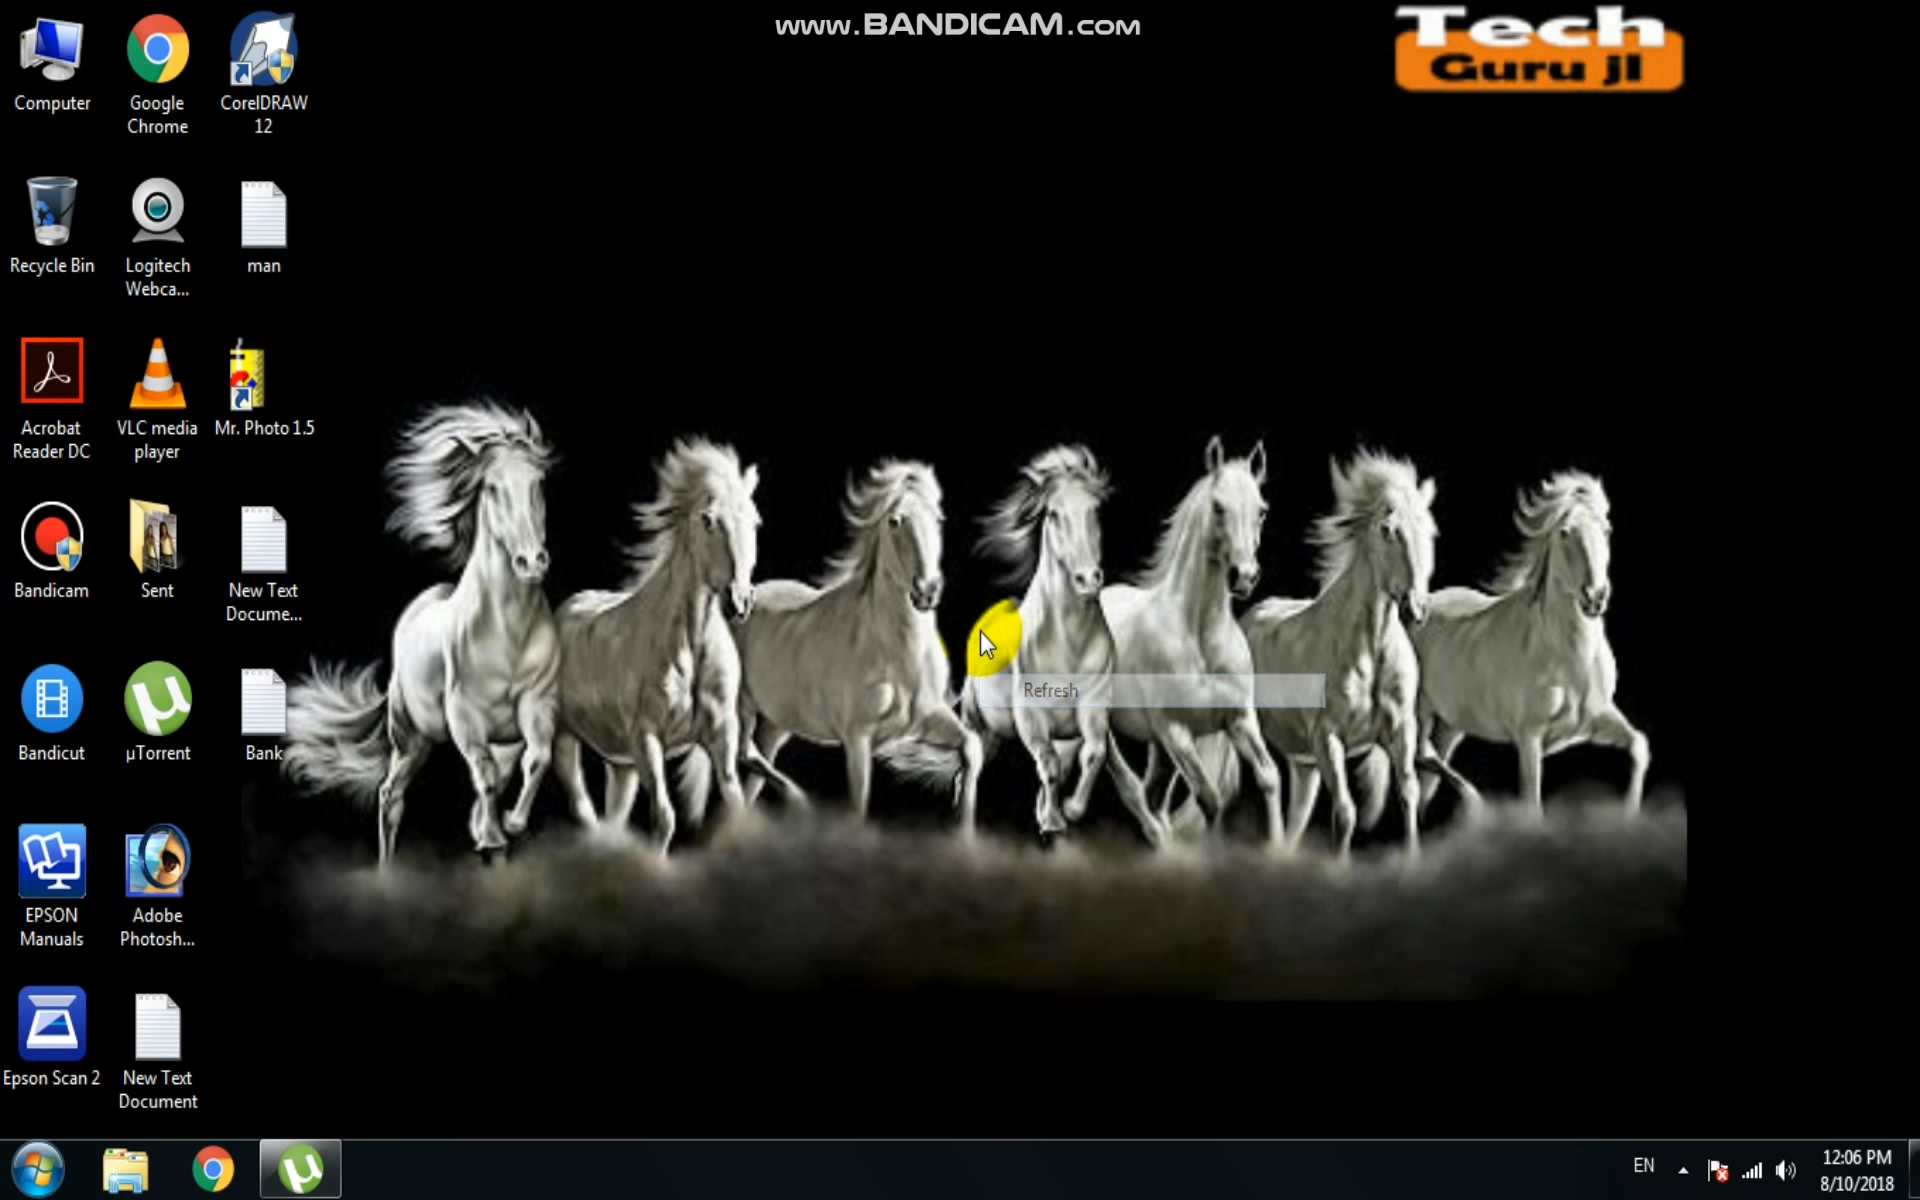 www.BANDICAM.com
Tech
Guru jI
Computer
Google
Chrome
CorelDRAW
12
Recycle Bin
Logitech
Webca...
man
Acrobat
Reader DC
VLC media
player
Mr. Photo 1.5
Bandicam
Sent
New Text
Docume...
Bandicut
µTorrent
Bank
Refresh
EPSON
Manuals
Adobe
Photosh...
Epson Scan 2
New Text
Document
EN
12:06 PM
8/10/2018